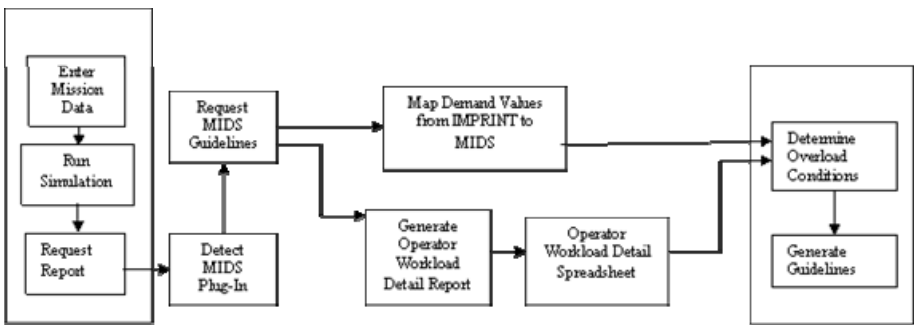 Enter
Mission
Data
Run
Simulation
Request
Report
Detect
MIDS
Plug-In
Request
MIDS
Guidelines
Map Demand Values
from IMPRINT to
MIDS
Generate
Operator
Workload
Detail Report
Operator
Workload Detail
Spreadsheet
Determine
Overload
Conditions
Generate
Guidelines